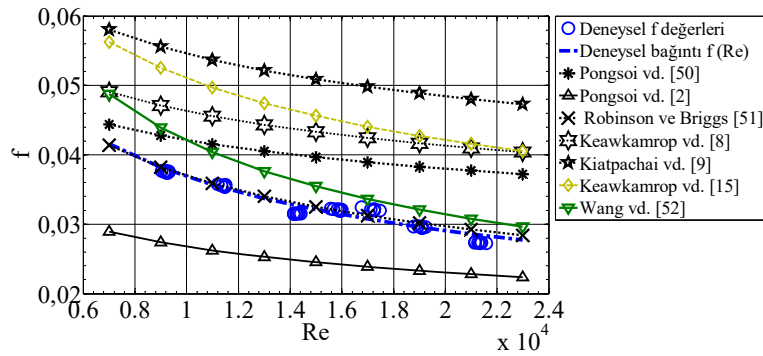 0,06
0,05
0,04
0,03
0,02
f
0.6
0.8
1
1.2
1.4
1.6
1.8
2
2.2
2.4
Re
x 10⁴
Deneysel f değerleri
Deneysel bağıntı f (Re)
Pongsoi vd. [50]
Pongsoi vd. [2]
Robinson ve Briggs [51]
Keawkamrop vd. [8]
Kiatpachai vd. [9]
Keawkamrop vd. [15]
Wang vd. [52]